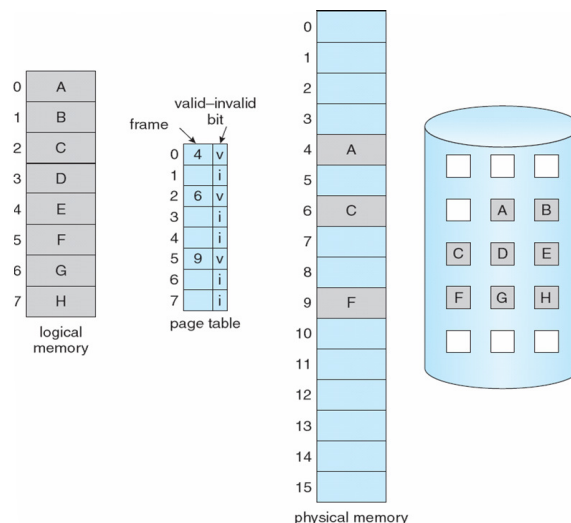 0 A
1 B
2 C
3 D
4 E
5 F
6 G
7 H
logical
memory
valid–invalid
bit
frame
0 4 v
1 i
2 6 v
3 i
4 i
5 9 v
6 i
7 i
page table
0
1
2
3
4 A
5
6 C
7
8
9 F
10
11
12
13
14
15
physical memory
A B
C D E
F G H